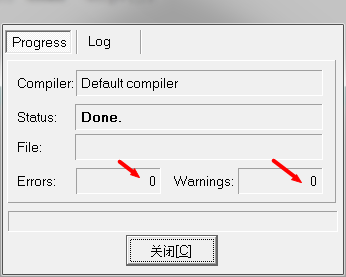 Progress Log
Compiler: Default compiler
Status: Done.
File:
Errors: 0 Warnings: 0
关闭[C]